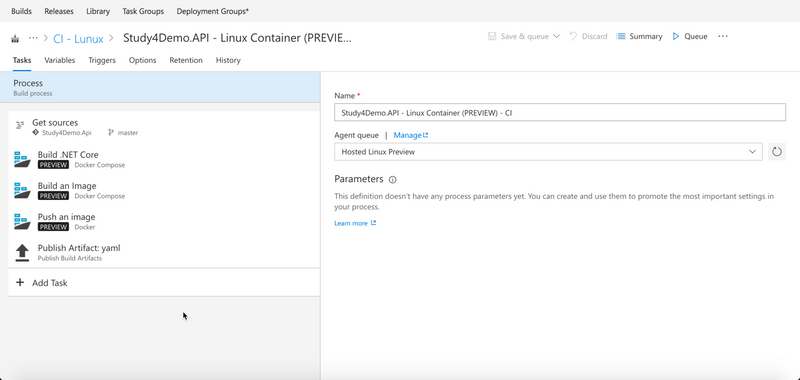 Builds Releases Library Task Groups Deployment Groups*
··· > CI - Lunux > Study4Demo.API - Linux Container (PREVIE... Save & queue Discard Summary Queue ···
Tasks Variables Triggers Options Retention History
Process
Build process
Get sources
Study4Demo.Api master
Build .NET Core
PREVIEW Docker Compose
Build an Image
PREVIEW Docker Compose
Push an image
PREVIEW Docker
Publish Artifact: yaml
Publish Build Artifacts
+ Add Task
Name *
Study4Demo.API - Linux Container (PREVIEW) - CI
Agent queue | Manage
Hosted Linux Preview
Parameters
This definition doesn't have any process parameters yet. You can create and use them to promote the most important settings in
your process.
Learn more